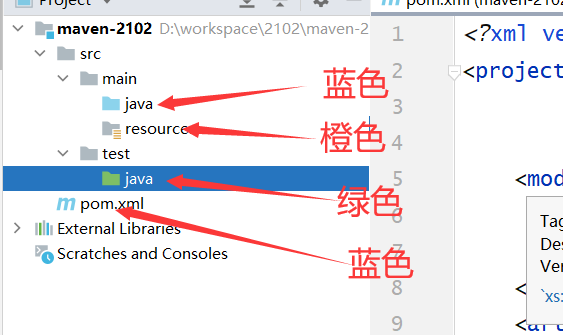 Project
maven-2102 D:\workspace\2102\maven-2
src
main
java
resource
test
java
pom.xml
External Libraries
Scratches and Consoles
蓝色
橙色
绿色
蓝色
pom.xml (maven-2102
1
2
3
4
5
6
7
8
9
<?xml ve
<project
<mod
Tag
Des
Ver
`xs:
<
<art